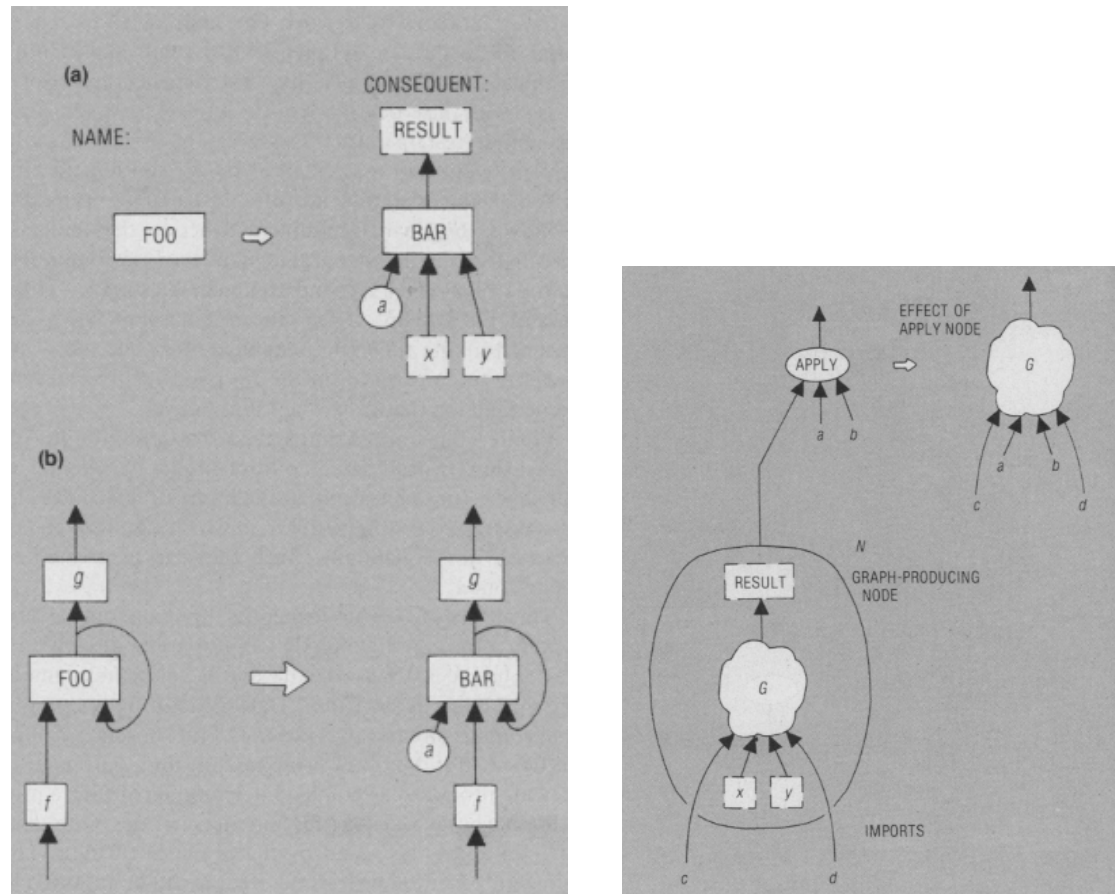 (a)
CONSEQUENT:
RESULT
NAME:
FOO
BAR
a
x y
(b)
g
FOO
f
g
BAR
a
f
APPLY
a b
EFFECT OF
APPLY NODE
G
a b
c d
N
RESULT
GRAPH-PRODUCING
NODE
G
x y
IMPORTS
c d